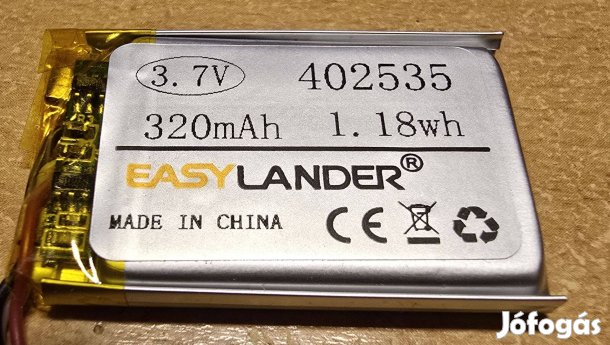 3.7V 402535
320mAh 1.18wh
EASYLANDER®
MADE IN CHINA CE
Jófogás